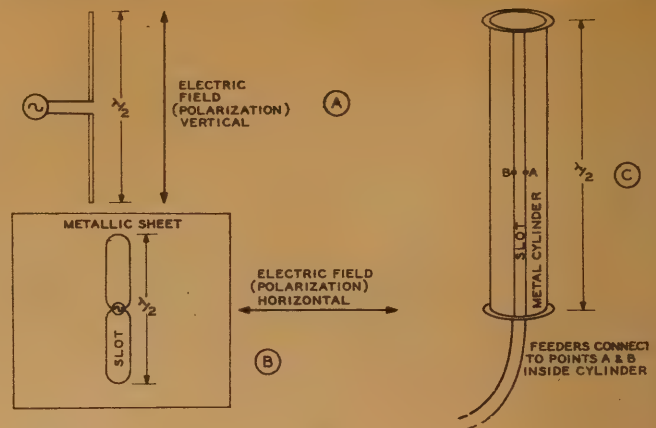 λ/2
ELECTRIC
FIELD
(POLARIZATION)
VERTICAL
A
METALLIC SHEET
λ/2
SLOT
ELECTRIC FIELD
(POLARIZATION)
HORIZONTAL
B
B
A
SLOT
METAL CYLINDER
λ/2
C
FEEDERS CONNECT
TO POINTS A & B
INSIDE CYLINDER